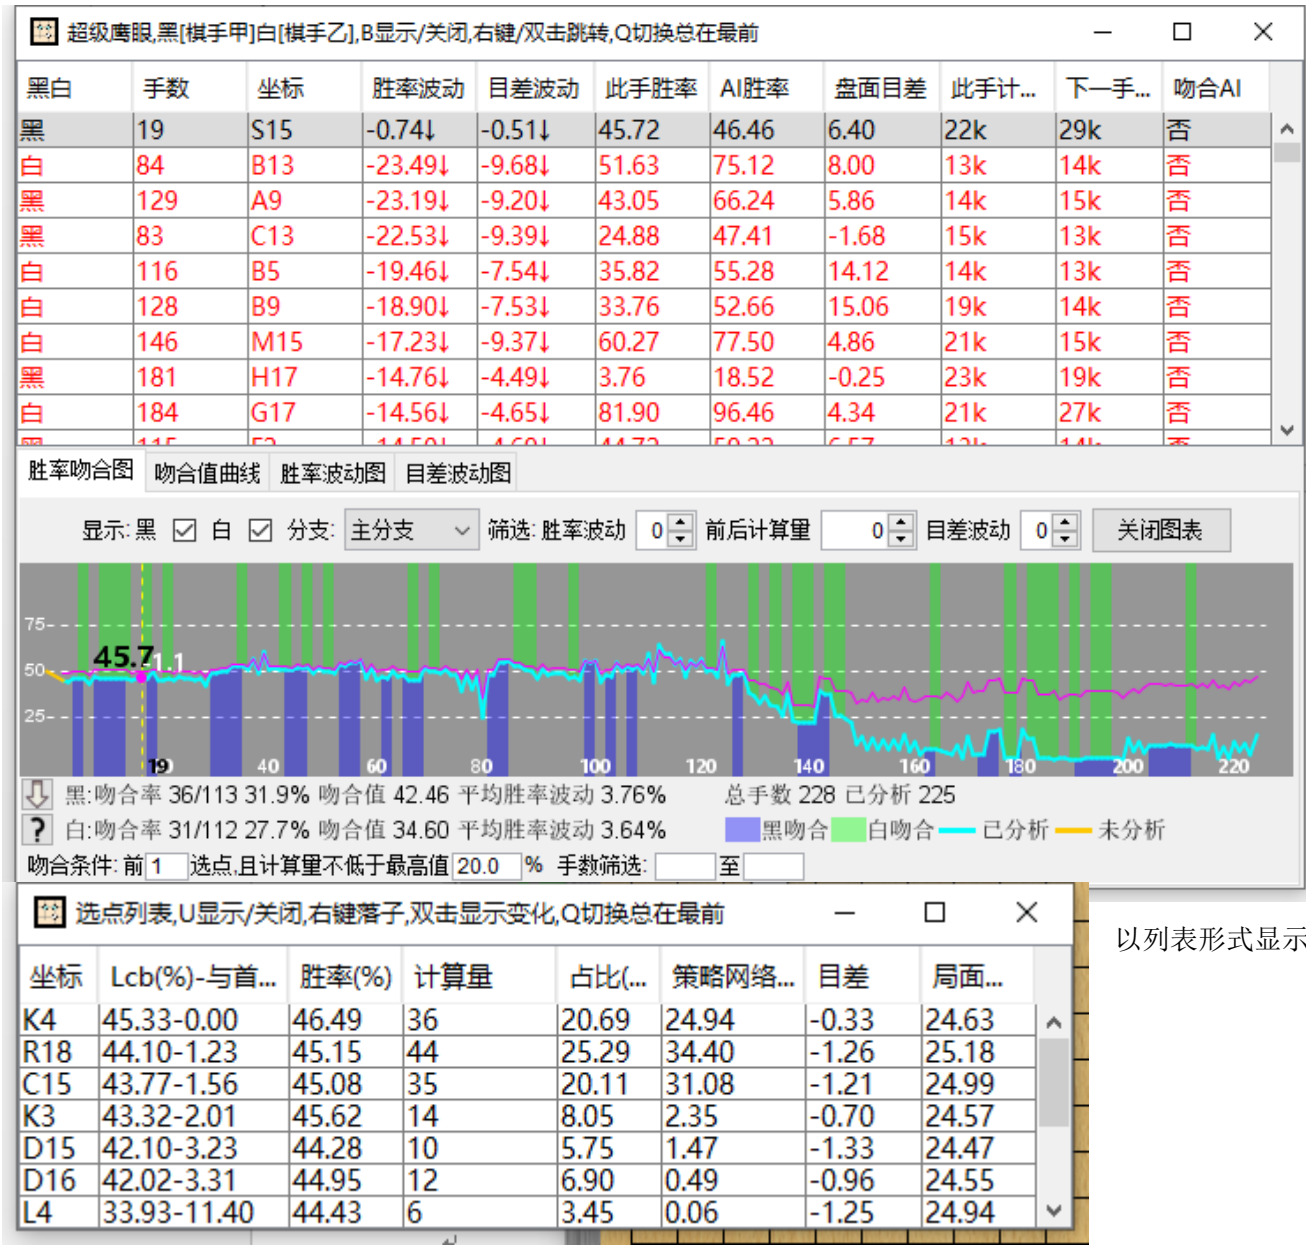 超级鹰眼,黑[棋手甲]白[棋手乙],B显示/关闭,右键/双击跳转,Q切换总在最前
黑白 手数 坐标 胜率波动 目差波动 此手胜率 AI胜率 盘面目差 此手计... 下一手... 吻合AI
黑 19 S15 -0.74↓ -0.51↓ 45.72 46.46 6.40 22k 29k 否
白 84 B13 -23.49↓ -9.68↓ 51.63 75.12 8.00 13k 14k 否
黑 129 A9 -23.19↓ -9.20↓ 43.05 66.24 5.86 14k 15k 否
黑 83 C13 -22.53↓ -9.39↓ 24.88 47.41 -1.68 15k 13k 否
白 116 B5 -19.46↓ -7.54↓ 35.82 55.28 14.12 14k 13k 否
白 128 B9 -18.90↓ -7.53↓ 33.76 52.66 15.06 19k 14k 否
白 146 M15 -17.23↓ -9.37↓ 60.27 77.50 4.86 21k 15k 否
黑 181 H17 -14.76↓ -4.49↓ 3.76 18.52 -0.25 23k 19k 否
白 184 G17 -14.56↓ -4.65↓ 81.90 96.46 4.34 21k 27k 否
胜率吻合图 吻合值曲线 胜率波动图 目差波动图
显示: 黑 白 分支: 主分支 筛选: 胜率波动 0 前后计算量 0 目差波动 0 关闭图表
75
45.7 -1.1
50
25
19 40 60 80 100 120 140 160 180 200 220
黑:吻合率 36/113 31.9% 吻合值 42.46 平均胜率波动 3.76% 总手数 228 已分析 225
? 白:吻合率 31/112 27.7% 吻合值 34.60 平均胜率波动 3.64% 黑吻合 白吻合 已分析 未分析
吻合条件: 前 1 选点,且计算量不低于最高值 20.0 % 手数筛选: 至
选点列表,U显示/关闭,右键落子,双击显示变化,Q切换总在最前
以列表形式显示
坐标 Lcb(%)-与首... 胜率(%) 计算量 占比(... 策略网络... 目差 局面...
K4 45.33-0.00 46.49 36 20.69 24.94 -0.33 24.63
R18 44.10-1.23 45.15 44 25.29 34.40 -1.26 25.18
C15 43.77-1.56 45.08 35 20.11 31.08 -1.21 24.99
K3 43.32-2.01 45.62 14 8.05 2.35 -0.70 24.57
D15 42.10-3.23 44.28 10 5.75 1.47 -1.33 24.47
D16 42.02-3.31 44.95 12 6.90 0.49 -0.96 24.55
L4 33.93-11.40 44.43 6 3.45 0.06 -1.25 24.94